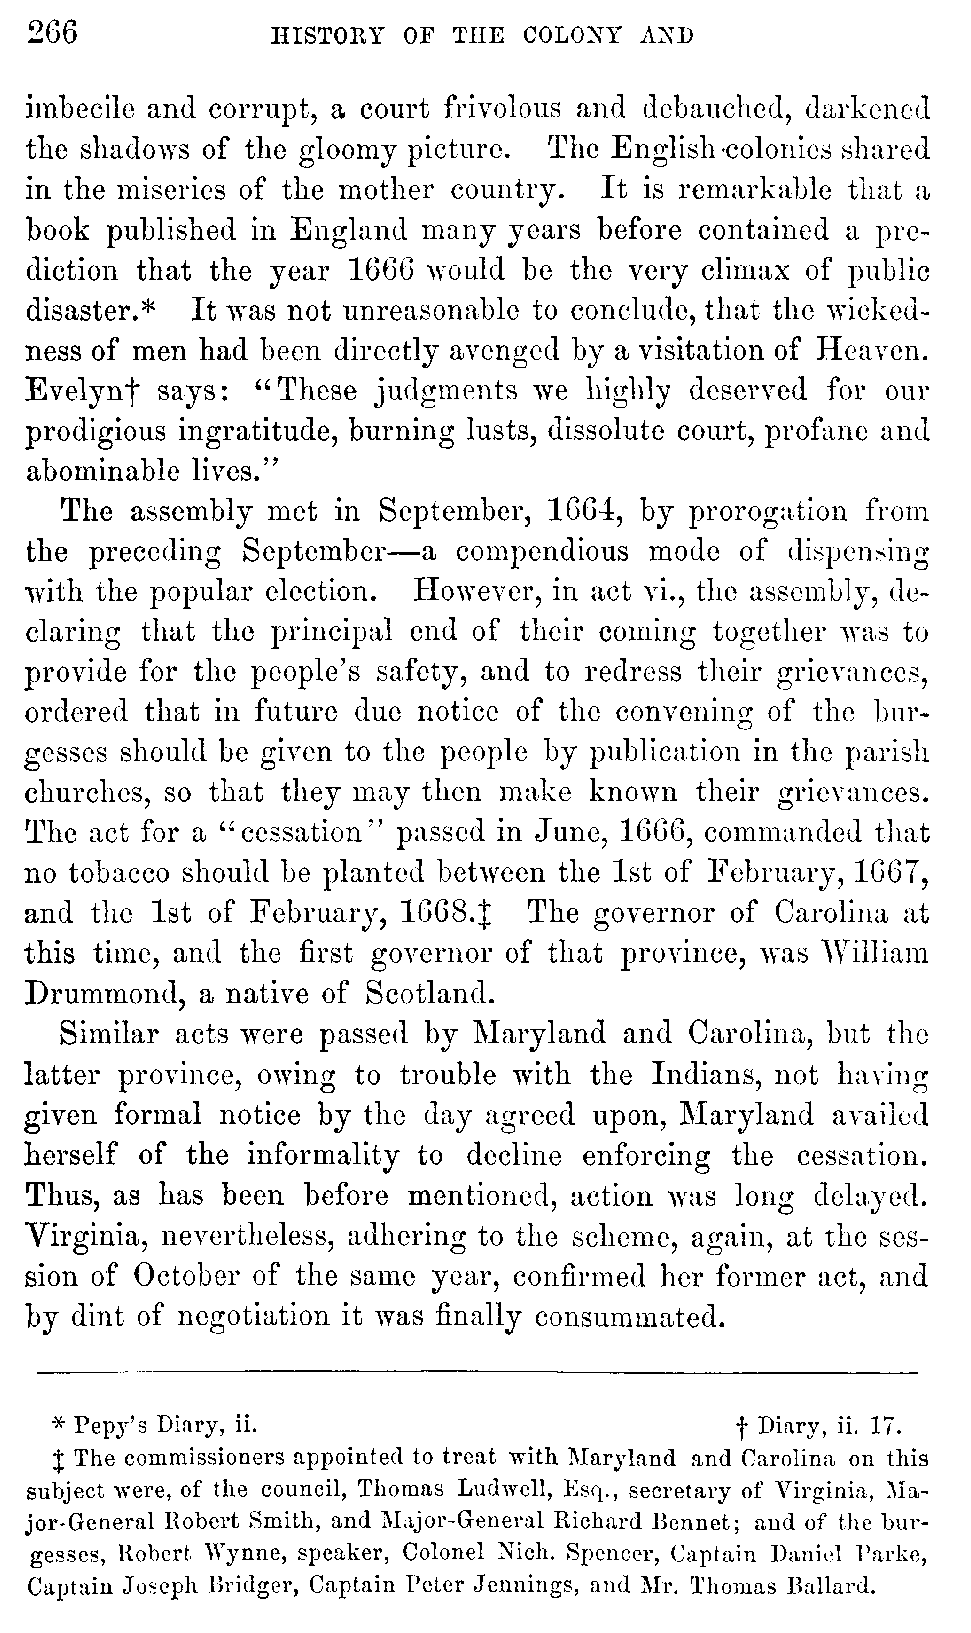 266 HISTORY OF THE COLONY AND
imbecile and corrupt, a court frivolous and debauched, darkened
the shadows of the gloomy picture. The English colonies shared
in the miseries of the mother country. It is remarkable that a
book published in England many years before contained a pre-
diction that the year 1666 would be the very climax of public
disaster.* It was not unreasonable to conclude, that the wicked-
ness of men had been directly avenged by a visitation of Heaven.
Evelyn† says: "These judgments we highly deserved for our
prodigious ingratitude, burning lusts, dissolute court, profane and
abominable lives."
The assembly met in September, 1664, by prorogation from
the preceding September—a compendious mode of dispensing
with the popular election. However, in act vi., the assembly, de-
claring that the principal end of their coming together was to
provide for the people's safety, and to redress their grievances,
ordered that in future due notice of the convening of the bur-
gesses should be given to the people by publication in the parish
churches, so that they may then make known their grievances.
The act for a "cessation" passed in June, 1666, commanded that
no tobacco should be planted between the 1st of February, 1667,
and the 1st of February, 1668.‡ The governor of Carolina at
this time, and the first governor of that province, was William
Drummond, a native of Scotland.
Similar acts were passed by Maryland and Carolina, but the
latter province, owing to trouble with the Indians, not having
given formal notice by the day agreed upon, Maryland availed
herself of the informality to decline enforcing the cessation.
Thus, as has been before mentioned, action was long delayed.
Virginia, nevertheless, adhering to the scheme, again, at the ses-
sion of October of the same year, confirmed her former act, and
by dint of negotiation it was finally consummated.
* Pepy's Diary, ii. † Diary, ii. 17.
‡ The commissioners appointed to treat with Maryland and Carolina on this
subject were, of the council, Thomas Ludwell, Esq., secretary of Virginia, Ma-
jor-General Robert Smith, and Major-General Richard Bennet; and of the bur-
gesses, Robert Wynne, speaker, Colonel Nich. Spencer, Captain Daniel Parke,
Captain Joseph Bridger, Captain Peter Jennings, and Mr. Thomas Ballard.